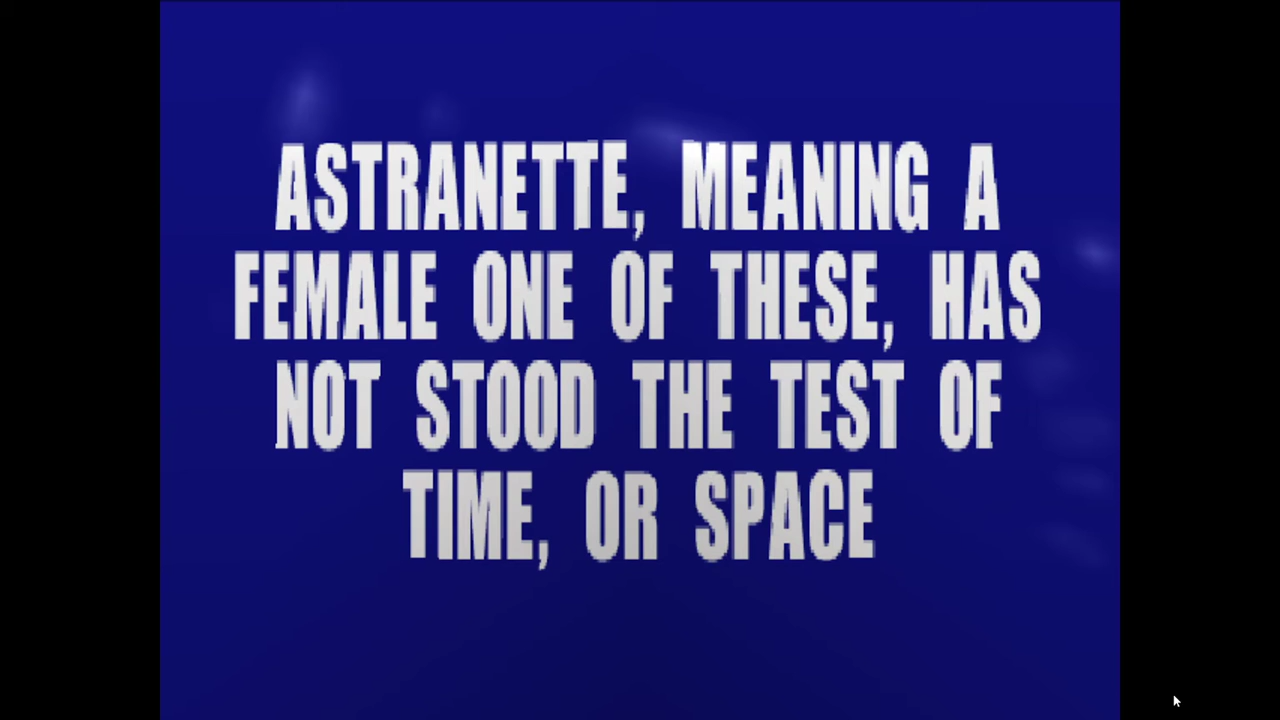 ASTRANETTE, MEANING A
FEMALE ONE OF THESE, HAS
NOT STOOD THE TEST OF
TIME, OR SPACE